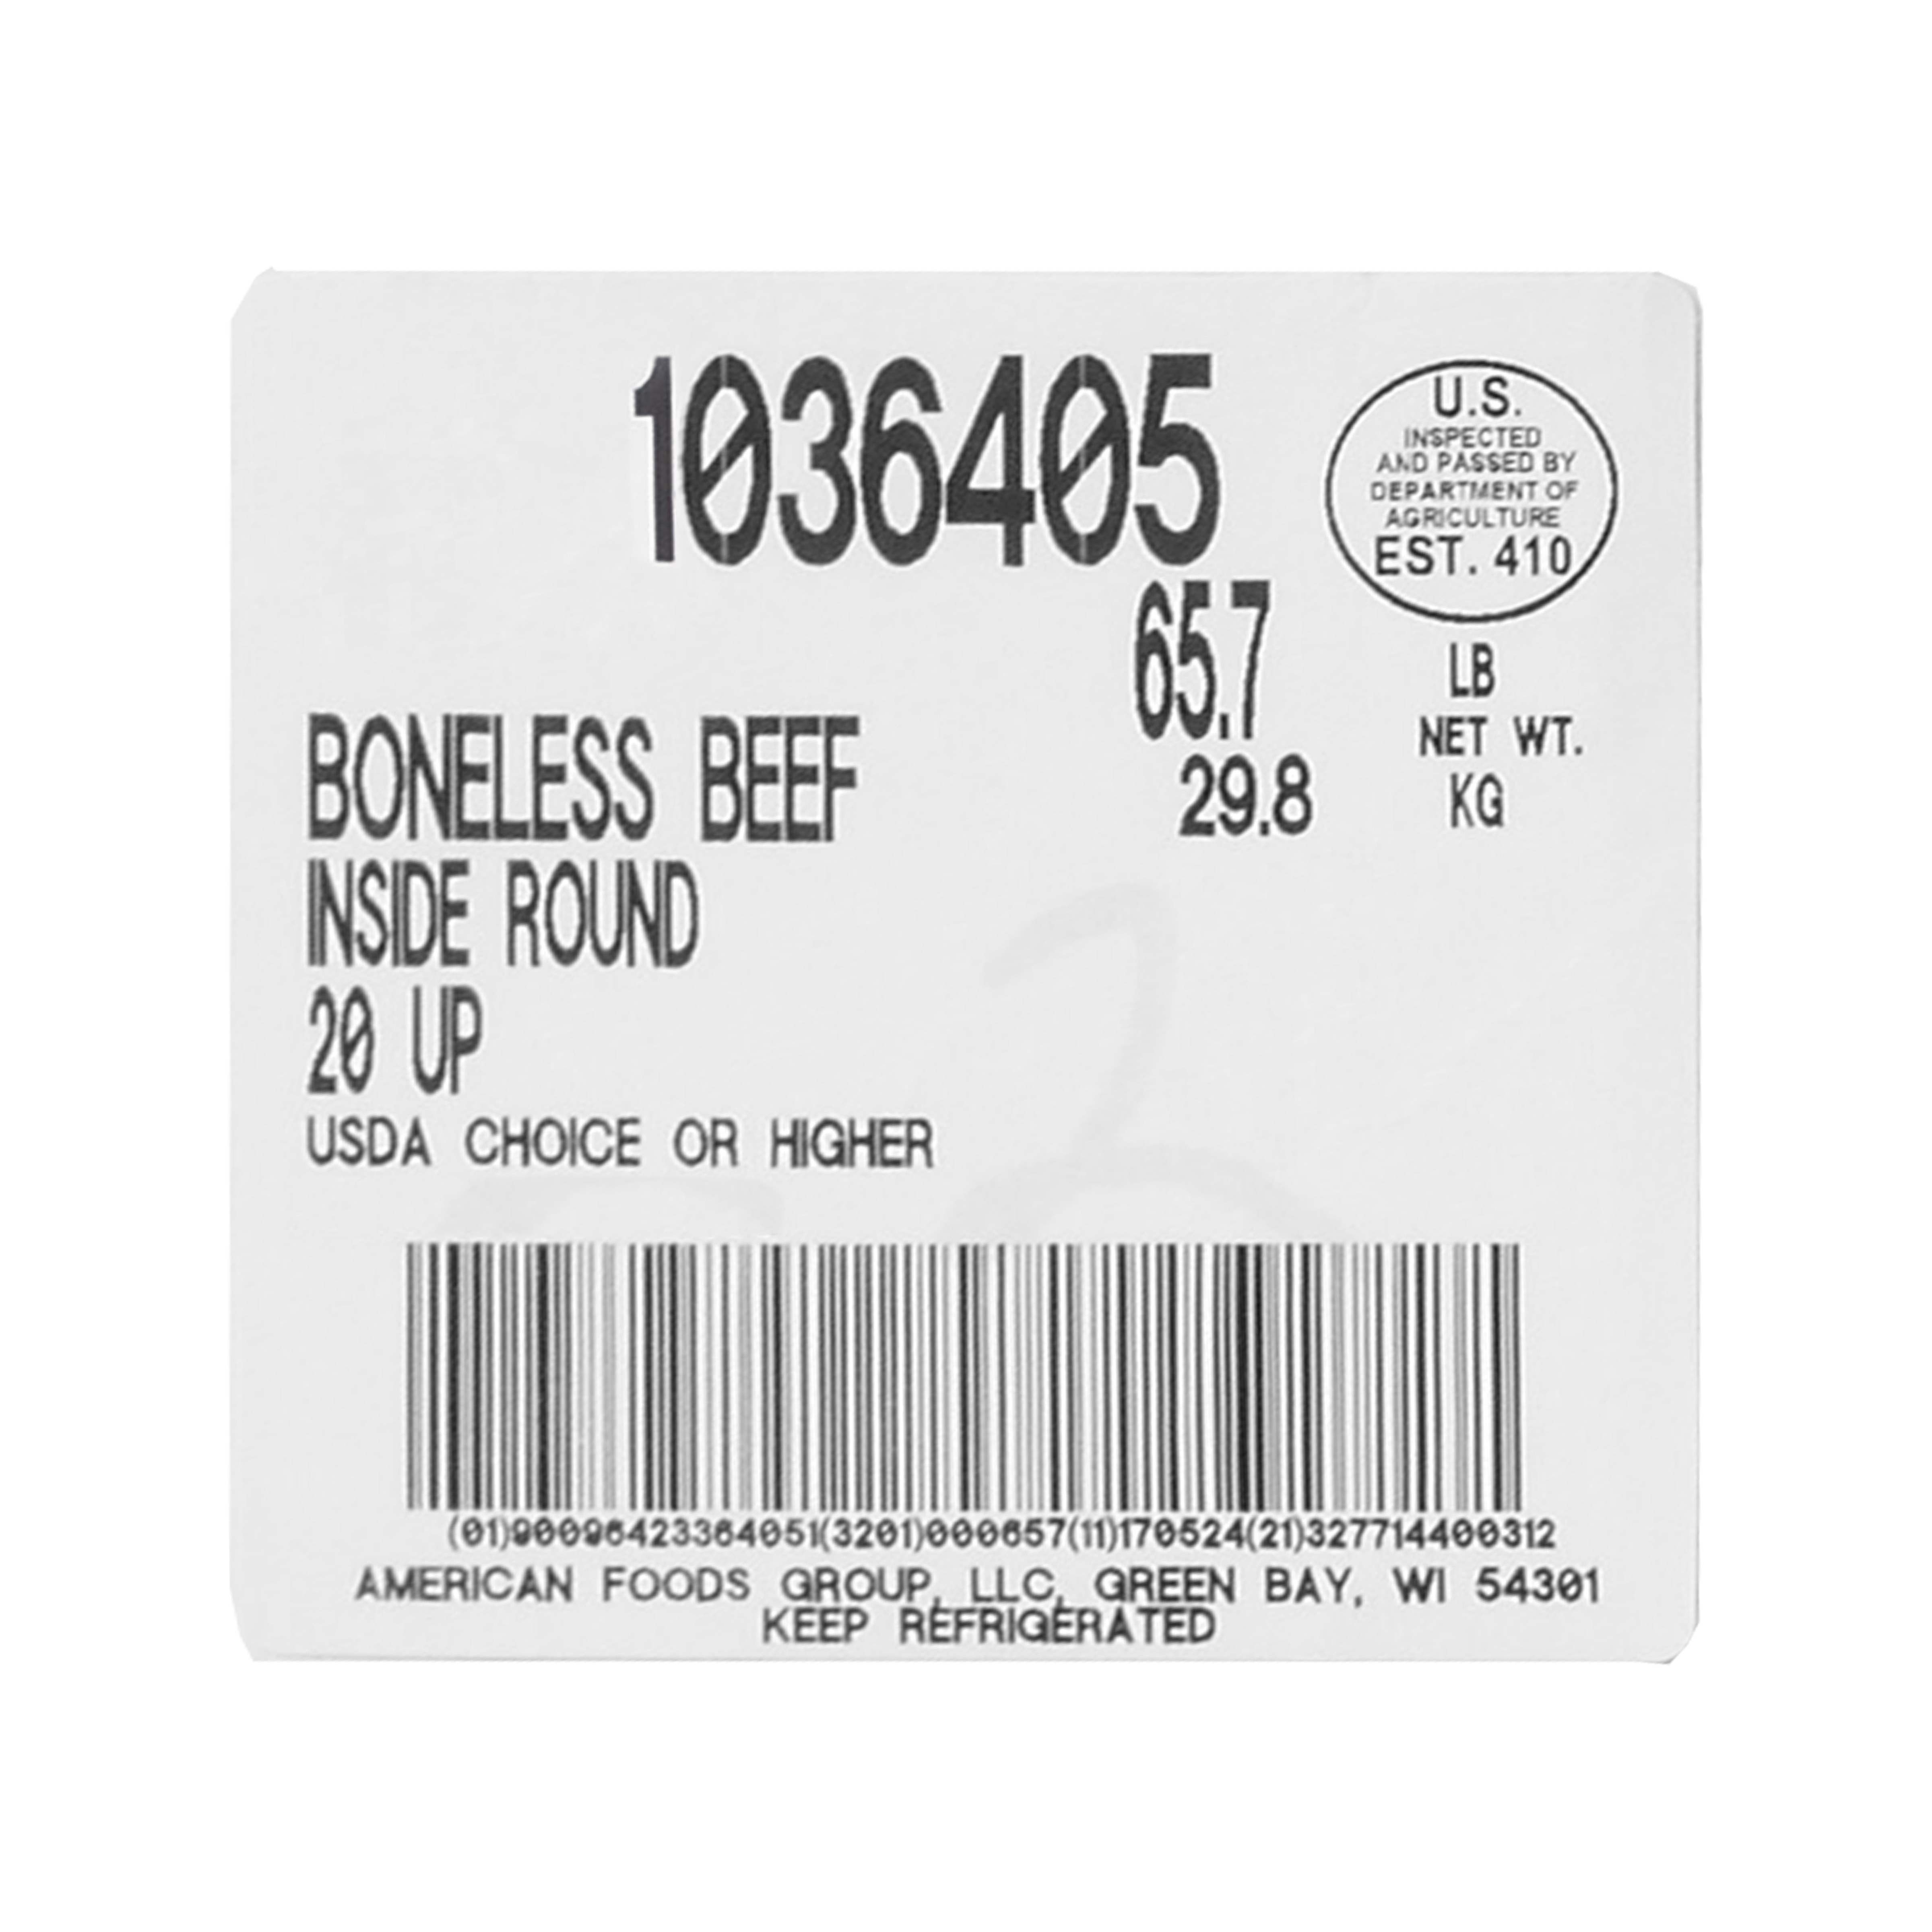 1036405
U.S.
INSPECTED
AND PASSED BY
DEPARTMENT OF
AGRICULTURE
EST. 410
65.7 LB
NET WT.
29.8 KG
BONELESS BEEF
INSIDE ROUND
20 UP
USDA CHOICE OR HIGHER
(01)90096423364051(3201)000657(11)170524(21)327714400312
AMERICAN FOODS GROUP, LLC, GREEN BAY, WI 54301
KEEP REFRIGERATED